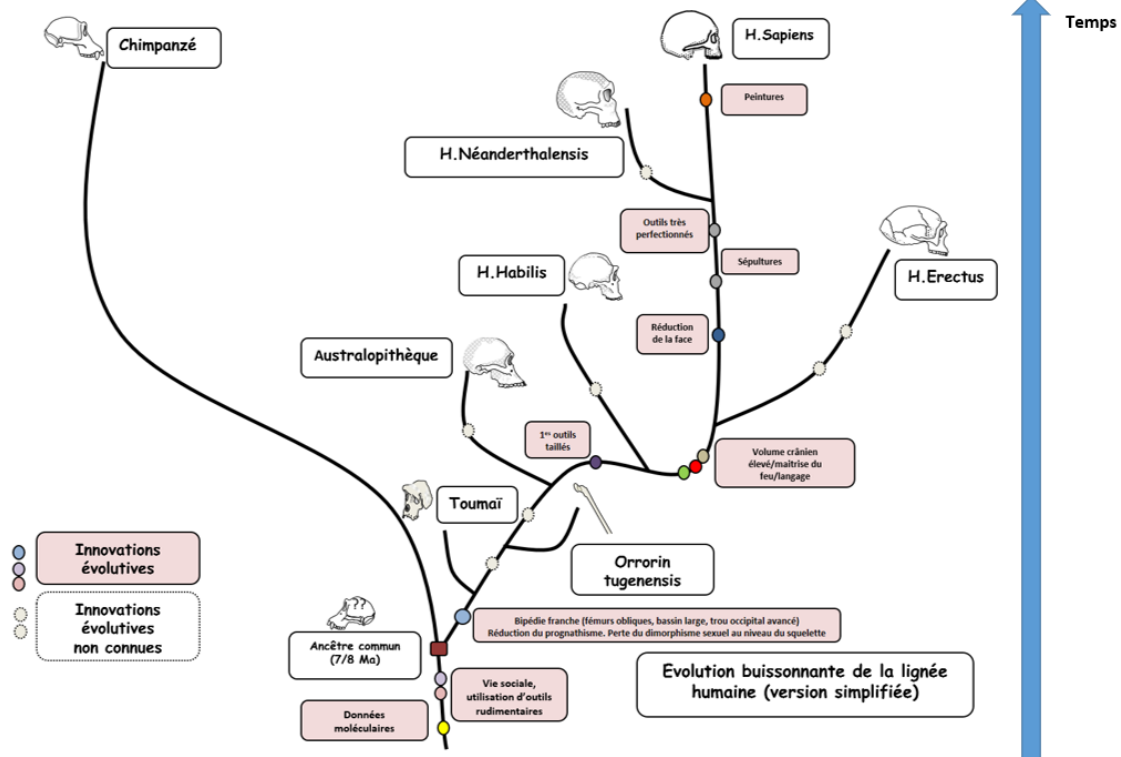 Temps
Chimpanzé
H.Sapiens
Peintures
H.Néanderthalensis
Outils très
perfectionnés
Sépultures
H.Habilis
H.Erectus
Réduction
de la face
Australopithèque
1ers outils
taillés
Volume crânien
élevé/maitrise du
feu/langage
Toumaï
Orrorin
tugenensis
Innovations
évolutives
Innovations
évolutives
non connues
Bipédie franche (fémurs obliques, bassin large, trou occipital avancé)
Réduction du prognathisme. Perte du dimorphisme sexuel au niveau du squelette
Ancêtre commun
(7/8 Ma)
Vie sociale,
utilisation d'outils
rudimentaires
Données
moléculaires
Evolution buissonnante de la lignée
humaine (version simplifiée)